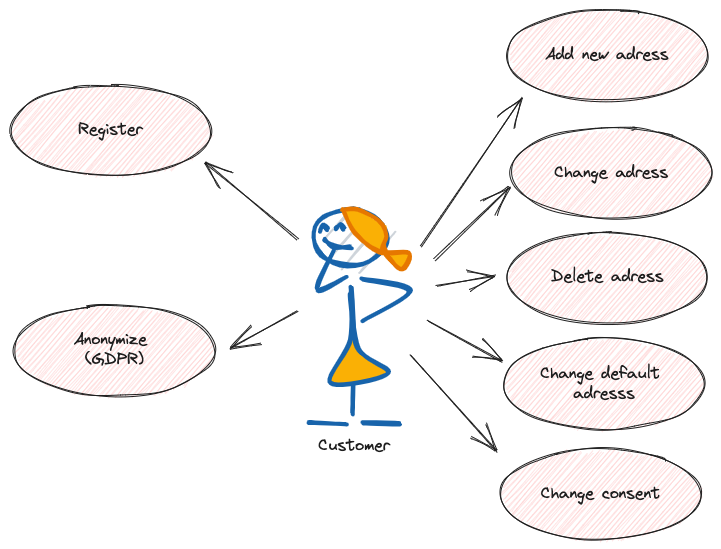 Add new adress
Register
Change adress
Delete adress
Anonymize
(GDPR)
Change default
adresss
Customer
Change consent